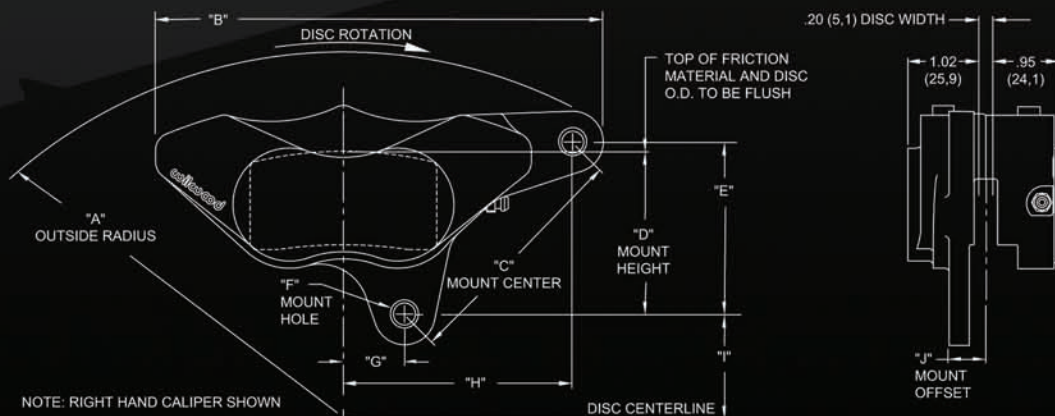 "B"
DISC ROTATION
.20 (5,1) DISC WIDTH
TOP OF FRICTION
MATERIAL AND DISC
O.D. TO BE FLUSH
1.02
(25,9)
.95
(24,1)
wilwood
"A"
OUTSIDE RADIUS
"E"
"D"
MOUNT
HEIGHT
"C"
MOUNT CENTER
"F"
MOUNT
HOLE
"G"
"H"
"I"
"J"
MOUNT
OFFSET
NOTE: RIGHT HAND CALIPER SHOWN
DISC CENTERLINE